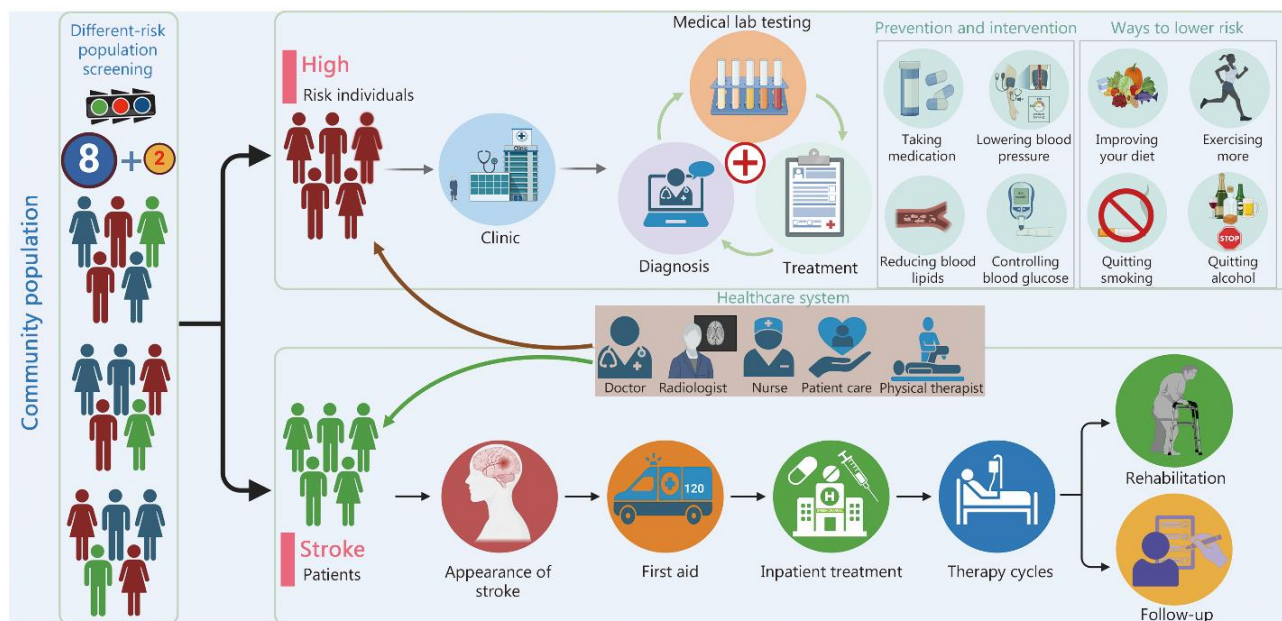 Community population
Different-risk
population
screening
8 + 2
High
Risk individuals
Clinic
Clinic
Medical lab testing
Diagnosis
Treatment
Prevention and intervention
Taking
medication
Lowering blood
pressure
Reducing blood
lipids
Controlling
blood glucose
Ways to lower risk
Improving
your diet
Exercising
more
Quitting
smoking
STOP
Quitting
alcohol
Healthcare system
Doctor
Radiologist
Nurse
Patient care
Physical therapist
Stroke
Patients
Appearance of
stroke
120
First aid
H
Inpatient treatment
Therapy cycles
Rehabilitation
Follow-up